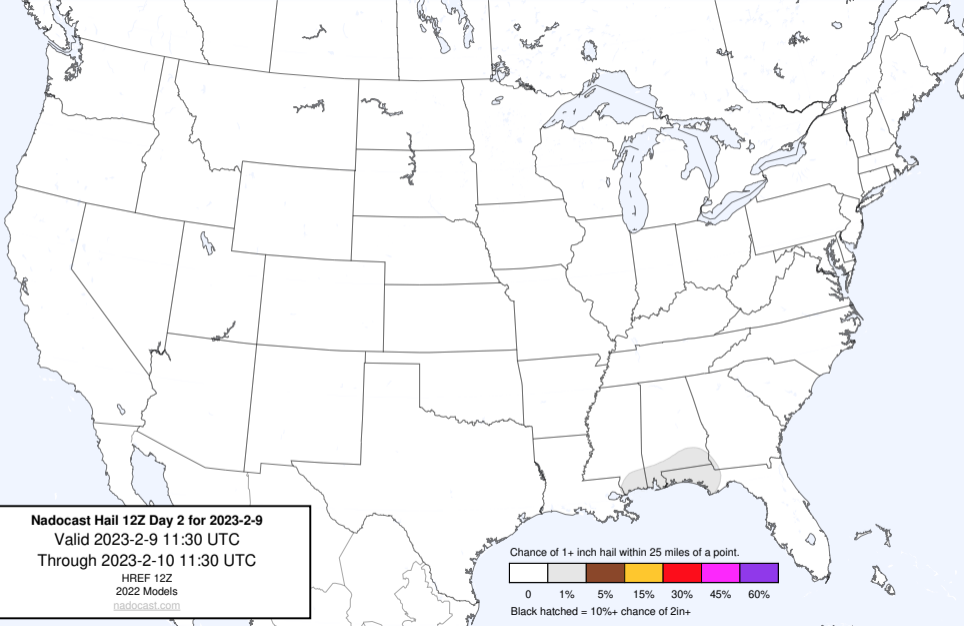 Nadocast Hail 12Z Day 2 for 2023-2-9
Valid 2023-2-9 11:30 UTC
Through 2023-2-10 11:30 UTC
HREF 12Z
2022 Models
nadocast.com
Chance of 1+ inch hail within 25 miles of a point.
0 1% 5% 15% 30% 45% 60%
Black hatched = 10%+ chance of 2in+